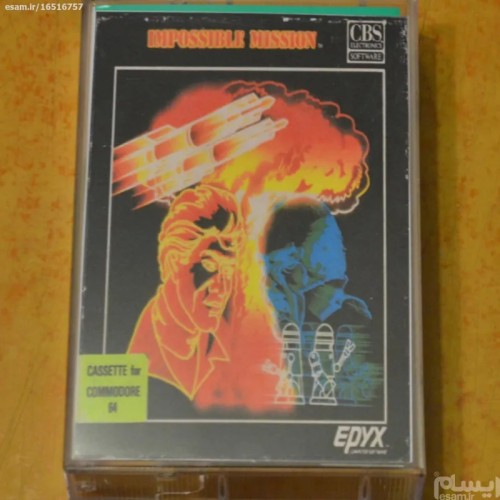 esam.ir/16516757
IMPOSSIBLE MISSION
CBS
ELECTRONICS
SOFTWARE
CASSETTE for
COMMODORE
64
EPYX
ایسام
esam.ir